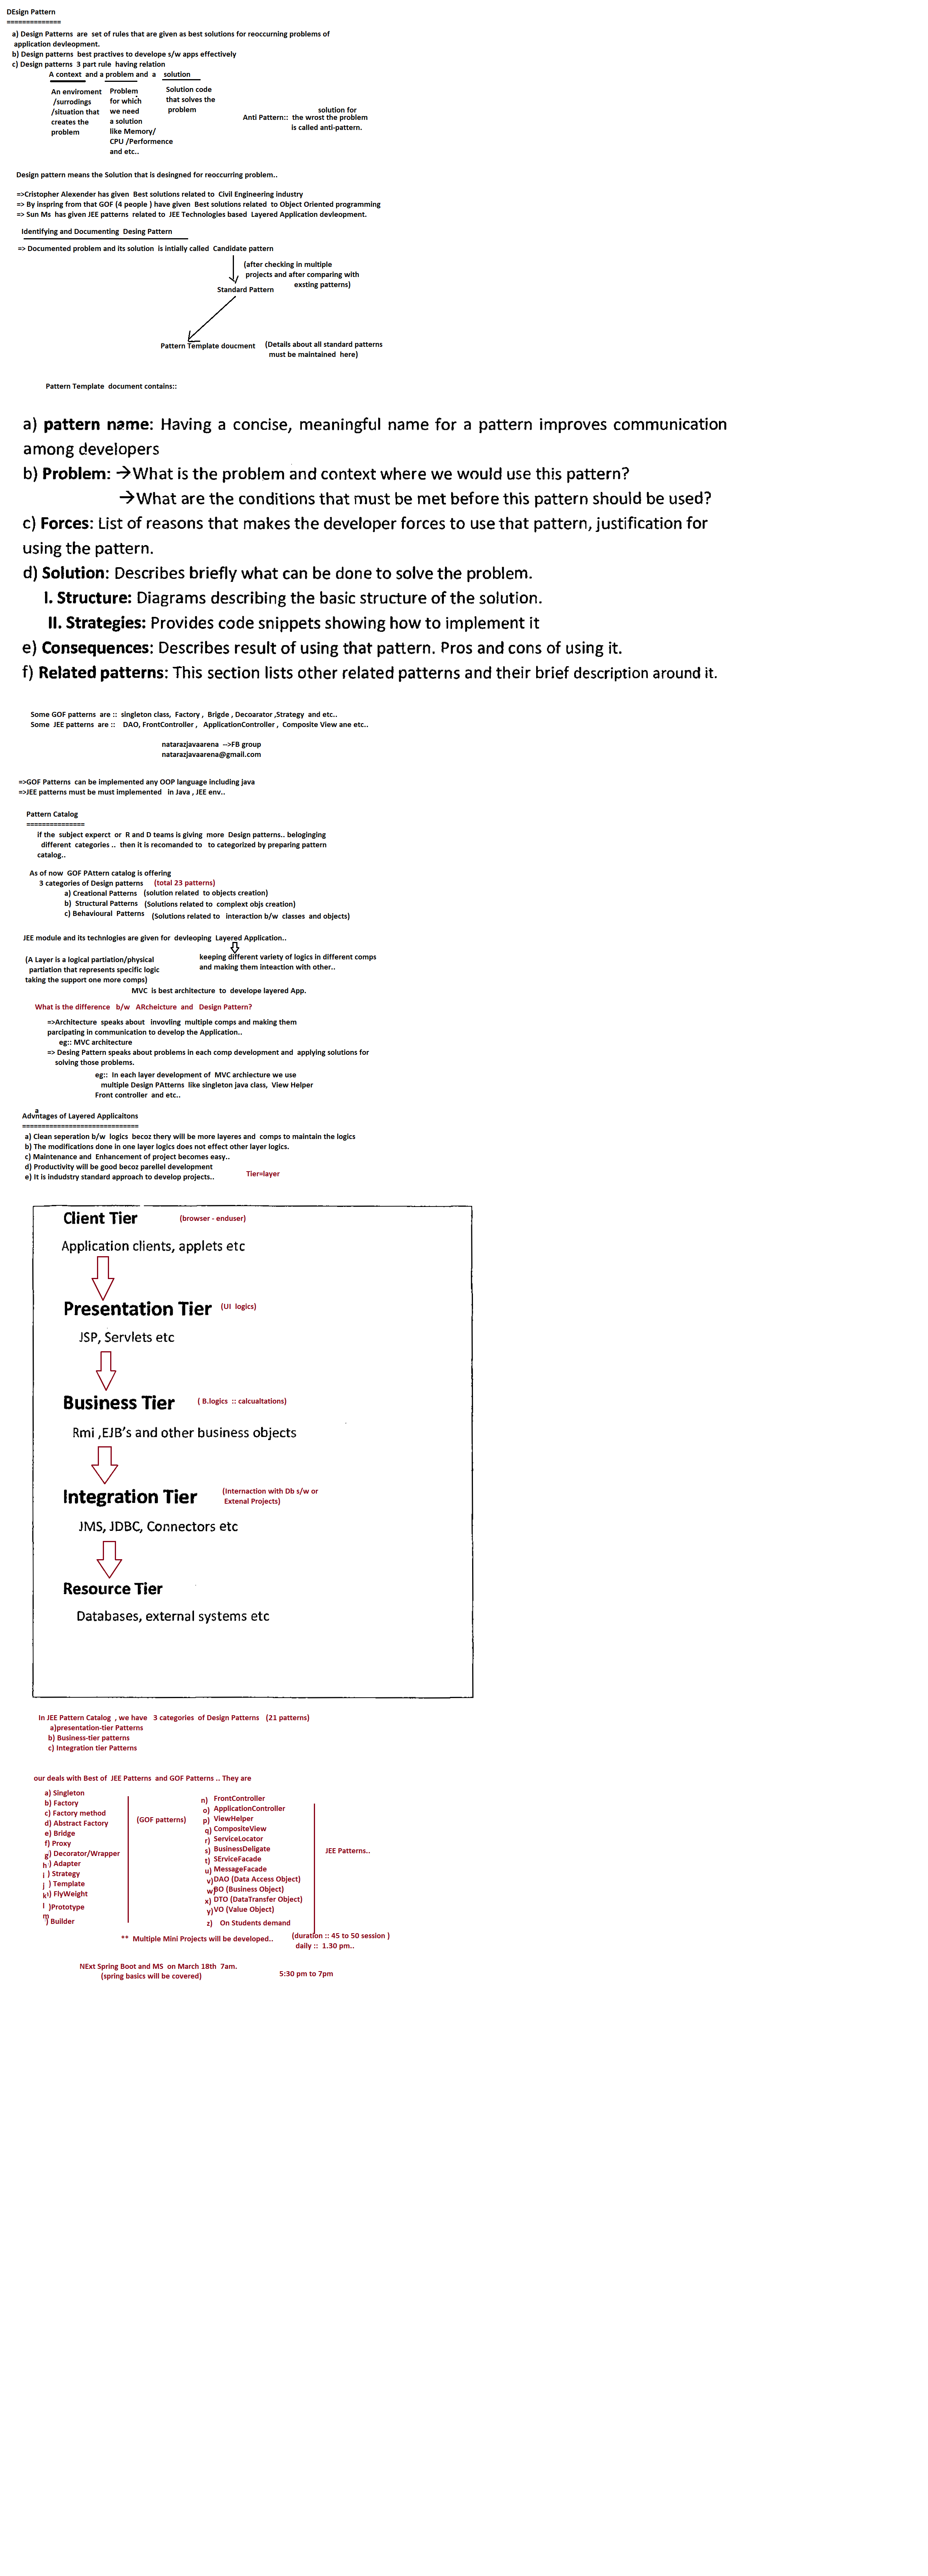 DEsign Pattern
==============
a) Design Patterns are set of rules that are given as best solutions for reoccurring problems of
application devleopment.
b) Design patterns best practives to develope s/w apps effectively
c) Design patterns 3 part rule having relation
A context and a problem and a solution
An enviroment
/surrodings
/situation that
creates the
problem
Problem
for which
we need
a solution
like Memory/
CPU /Performence
and etc..
Solution code
that solves the
problem
solution for
Anti Pattern:: the wrost the problem
is called anti-pattern.
Design pattern means the Solution that is desingned for reoccurring problem..
=>Cristopher Alexender has given Best solutions related to Civil Engineering industry
=> By inspring from that GOF (4 people ) have given Best solutions related to Object Oriented programming
=> Sun Ms has given JEE patterns related to JEE Technologies based Layered Application devleopment.
Identifying and Documenting Desing Pattern
=> Documented problem and its solution is intially called Candidate pattern
(after checking in multiple
projects and after comparing with
exsting patterns)
Standard Pattern
Pattern Template doucment
(Details about all standard patterns
must be maintained here)
Pattern Template document contains::
a) pattern name: Having a concise, meaningful name for a pattern improves communication
among developers
b) Problem: →What is the problem and context where we would use this pattern?
→What are the conditions that must be met before this pattern should be used?
c) Forces: List of reasons that makes the developer forces to use that pattern, justification for
using the pattern.
d) Solution: Describes briefly what can be done to solve the problem.
I. Structure: Diagrams describing the basic structure of the solution.
II. Strategies: Provides code snippets showing how to implement it
e) Consequences: Describes result of using that pattern. Pros and cons of using it.
f) Related patterns: This section lists other related patterns and their brief description around it.
Some GOF patterns are :: singleton class, Factory , Brigde , Decoarator ,Strategy and etc..
Some JEE patterns are :: DAO, FrontController , ApplicationController , Composite View ane etc..
natarazjavaarena -->FB group
natarazjavaarena@gmail.com
=>GOF Patterns can be implemented any OOP language including java
=>JEE patterns must be must implemented in Java , JEE env..
Pattern Catalog
===============
if the subject experct or R and D teams is giving more Design patterns.. beloginging
different categories .. then it is recomanded to to categorized by preparing pattern
catalog..
As of now GOF PAttern catalog is offering
3 categories of Design patterns (total 23 patterns)
a) Creational Patterns (solution related to objects creation)
b) Structural Patterns (Solutions related to complext objs creation)
c) Behavioural Patterns (Solutions related to interaction b/w classes and objects)
JEE module and its technlogies are given for devleoping Layered Application..
keeping different variety of logics in different comps
and making them inteaction with other..
(A Layer is a logical partiation/physical
partiation that represents specific logic
taking the support one more comps)
MVC is best architecture to develope layered App.
What is the difference b/w ARcheicture and Design Pattern?
=>Architecture speaks about invovling multiple comps and making them
parcipating in communication to develop the Application..
eg:: MVC architecture
=> Desing Pattern speaks about problems in each comp development and applying solutions for
solving those problems.
eg:: In each layer development of MVC archiecture we use
multiple Design PAtterns like singleton java class, View Helper
Front controller and etc..
a
Advntages of Layered Applicaitons
==============================
a) Clean seperation b/w logics becoz thery will be more layeres and comps to maintain the logics
b) The modifications done in one layer logics does not effect other layer logics.
c) Maintenance and Enhancement of project becomes easy..
d) Productivity will be good becoz parellel development
e) It is indudstry standard approach to develop projects..
Tier=layer
Client Tier (browser - enduser)
Application clients, applets etc
Presentation Tier (UI logics)
JSP, Servlets etc
Business Tier ( B.logics :: calcualtations)
Rmi ,EJB's and other business objects
Integration Tier
(Internaction with Db s/w or
Extenal Projects)
JMS, JDBC, Connectors etc
Resource Tier
Databases, external systems etc
In JEE Pattern Catalog , we have 3 categories of Design Patterns (21 patterns)
a)presentation-tier Patterns
b) Business-tier patterns
c) Integration tier Patterns
our deals with Best of JEE Patterns and GOF Patterns .. They are
a) Singleton
b) Factory
c) Factory method
d) Abstract Factory
e) Bridge
f) Proxy
g) Decorator/Wrapper
h ) Adapter
i ) Strategy
j ) Template
k) FlyWeight
l )Prototype
m ) Builder
(GOF patterns)
n) FrontController
o) ApplicationController
p) ViewHelper
q) CompositeView
r) ServiceLocator
s) BusinessDeligate
t) SErviceFacade
u) MessageFacade
v)DAO (Data Access Object)
w)BO (Business Object)
x) DTO (DataTransfer Object)
y)VO (Value Object)
z) On Students demand
JEE Patterns..
** Multiple Mini Projects will be developed..
(duration :: 45 to 50 session )
daily :: 1.30 pm..
NExt Spring Boot and MS on March 18th 7am.
(spring basics will be covered)
5:30 pm to 7pm